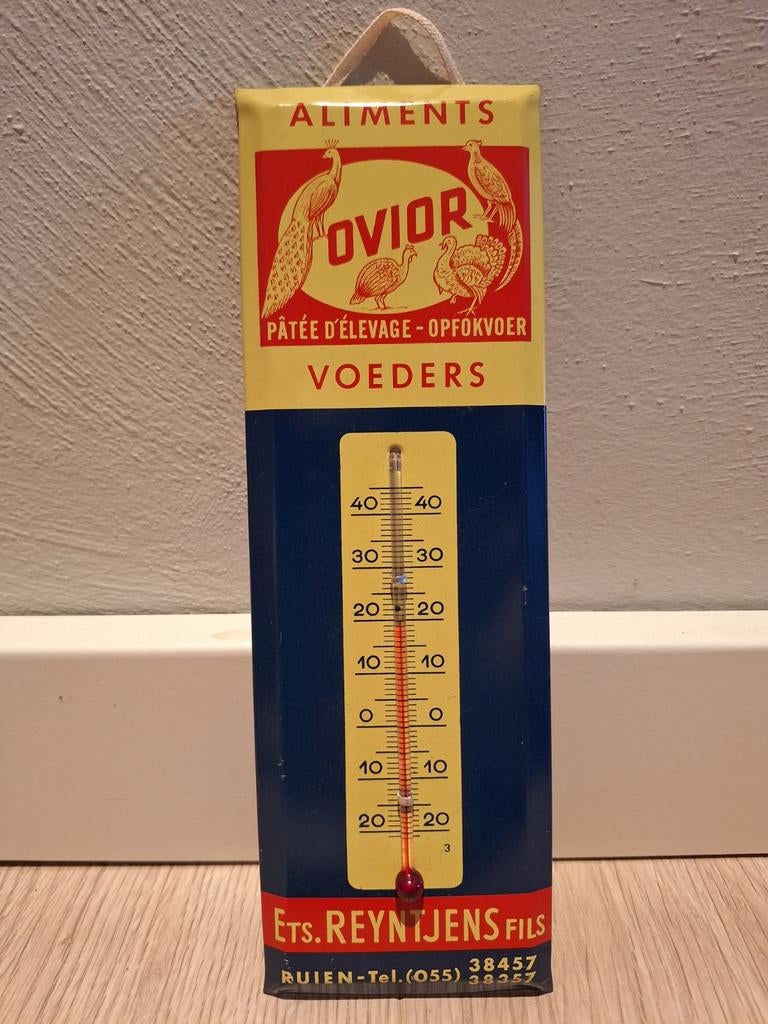 ALIMENTS
OVIOR
PÂTÉE D'ÉLEVAGE - OPFOKVOER
VOEDERS
40 40
30 30
20 20
10 10
0 0
10 10
20 20
3
ETS. REYNTJENS FILS
RUIEN-Tel. (055) 38457
38357